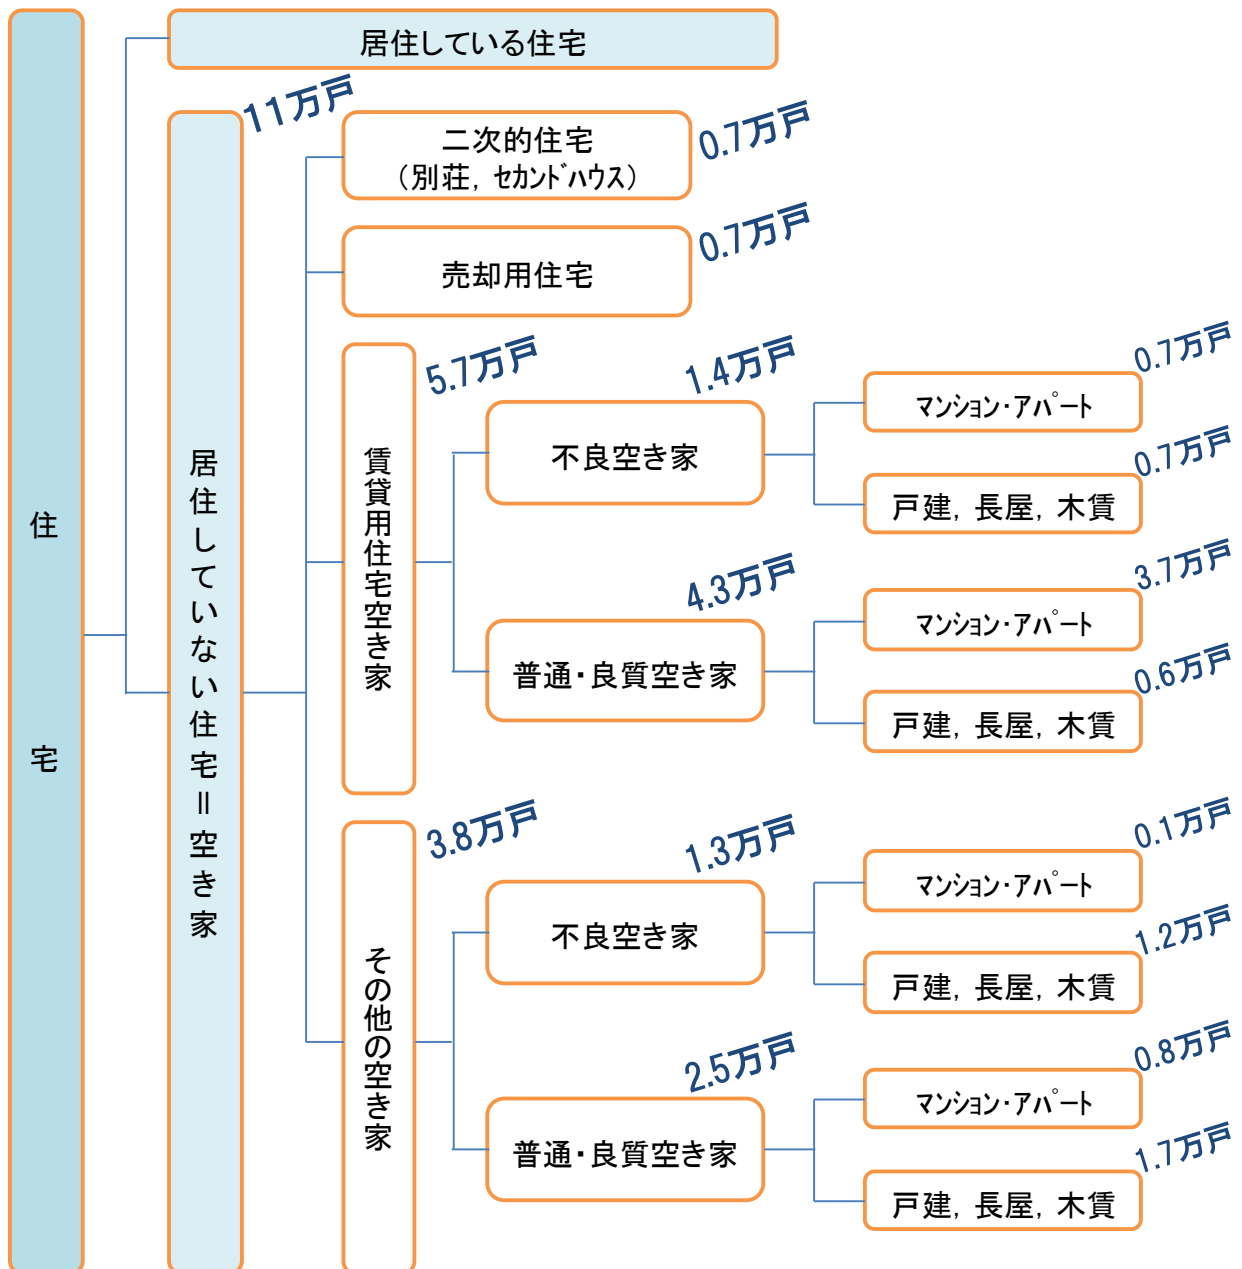 住宅
居住している住宅
居住していない住宅＝空き家
11万戸
二次的住宅
（別荘，セカンドハウス）
0.7万戸
売却用住宅
0.7万戸
賃貸用住宅空き家
5.7万戸
不良空き家
1.4万戸
マンション・アパート
0.7万戸
戸建，長屋，木賃
0.7万戸
普通・良質空き家
4.3万戸
マンション・アパート
3.7万戸
戸建，長屋，木賃
0.6万戸
その他の空き家
3.8万戸
不良空き家
1.3万戸
マンション・アパート
0.1万戸
戸建，長屋，木賃
1.2万戸
普通・良質空き家
2.5万戸
マンション・アパート
0.8万戸
戸建，長屋，木賃
1.7万戸